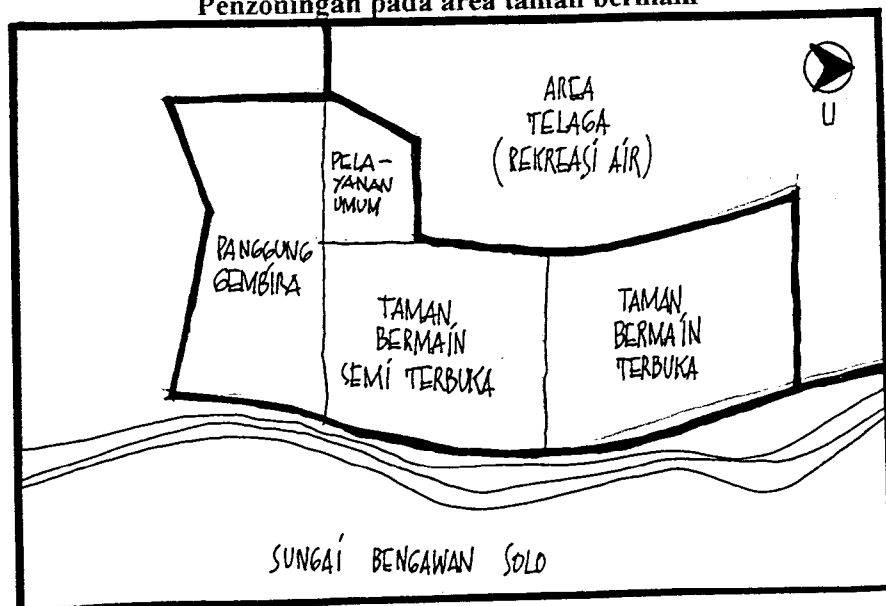 Penzoningan pada area taman bermain
AREA
TELAGA
(REKREASI AIR)
U
PELA-
YANAN
UMUM
PANGGUNG
GEMBIRA
TAMAN
BERMAIN
SEMI TERBUKA
TAMAN
BERMAIN
TERBUKA
SUNGAI BENGAWAN SOLO